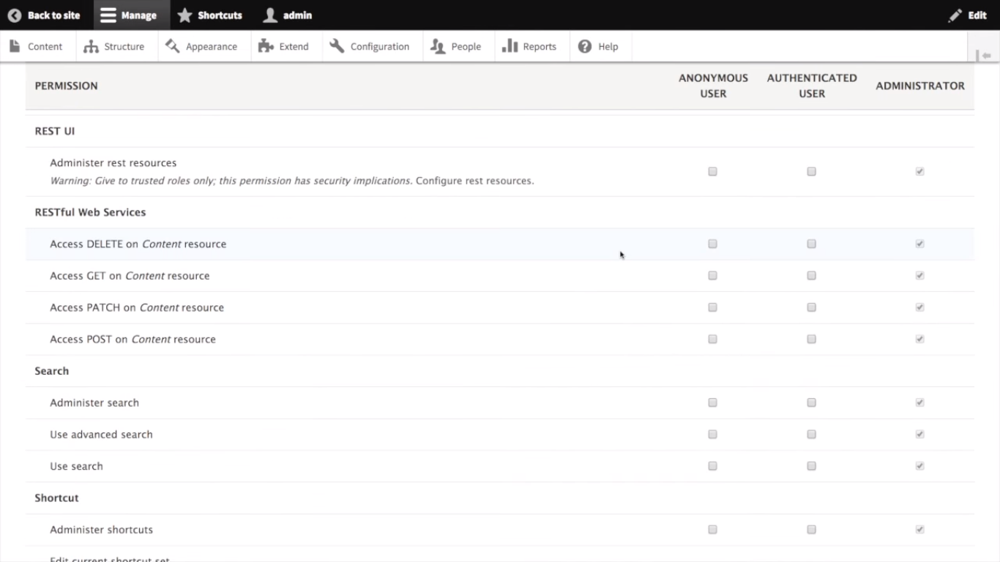 Back to site Manage Shortcuts admin Edit
Content Structure Appearance Extend Configuration People Reports Help
PERMISSION ANONYMOUS USER AUTHENTICATED USER ADMINISTRATOR
REST UI
Administer rest resources
Warning: Give to trusted roles only; this permission has security implications. Configure rest resources.
RESTful Web Services
Access DELETE on Content resource
Access GET on Content resource
Access PATCH on Content resource
Access POST on Content resource
Search
Administer search
Use advanced search
Use search
Shortcut
Administer shortcuts
Edit current shortcut set